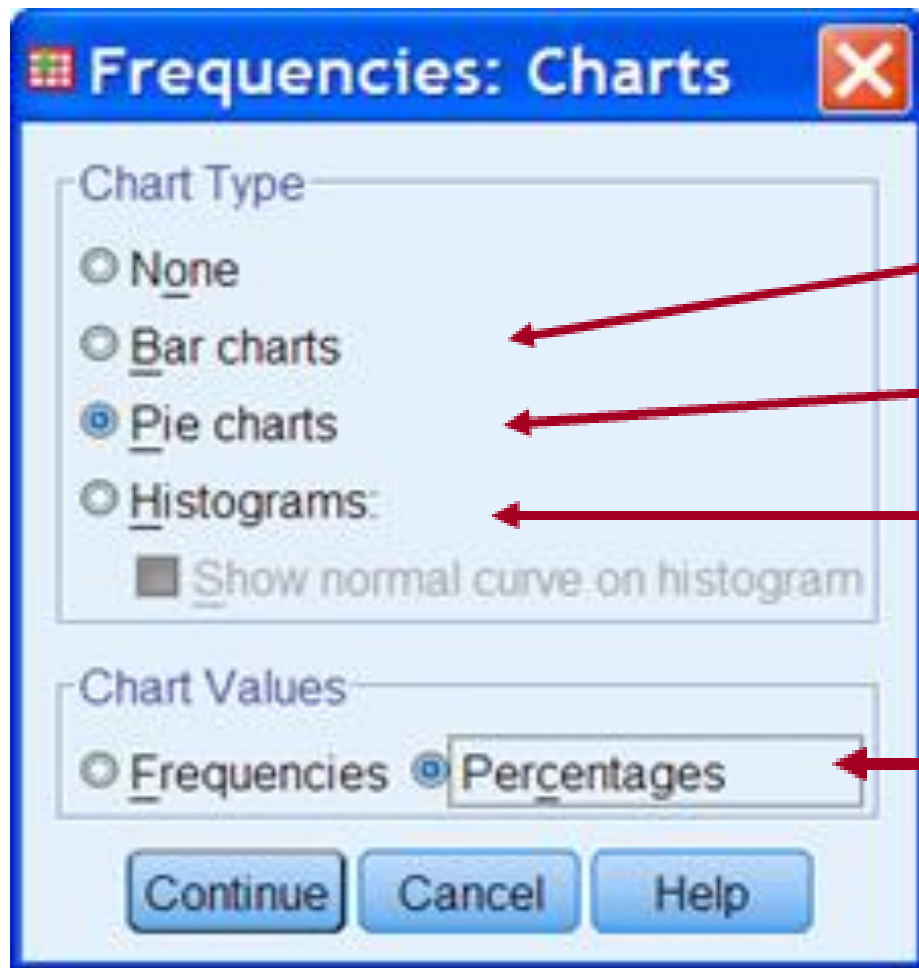 Frequencies: Charts
Chart Type
None
Bar charts
Pie charts
Histograms:
Show normal curve on histogram
Chart Values
Frequencies Percentages
Continue Cancel Help